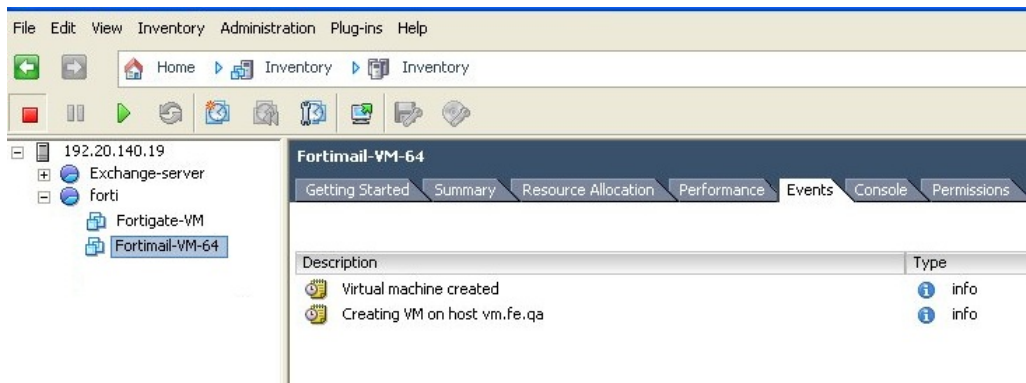 File Edit View Inventory Administration Plug-ins Help
Home Inventory Inventory
192.20.140.19
Exchange-server
forti
Fortigate-VM
Fortimail-VM-64
Fortimail-VM-64
Getting Started Summary Resource Allocation Performance Events Console Permissions
Description Type
Virtual machine created info
Creating VM on host vm.fe.qa info